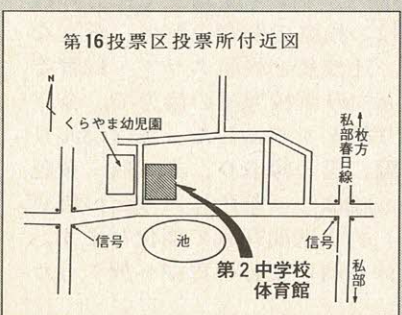 第16投票区投票所付近図
N
くらやま幼児園
枚方
私部春日線
信号
池
信号
第2中学校
体育館
私部